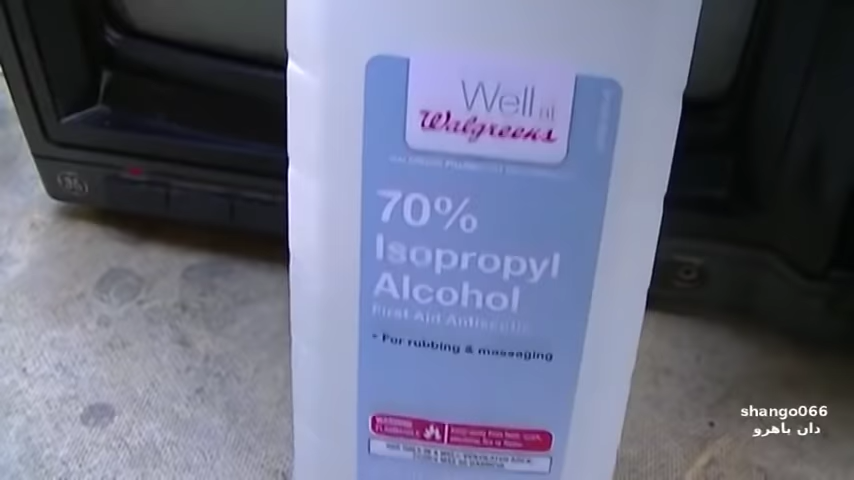 Well at
Walgreens
70%
Isopropyl
Alcohol
First Aid Antiseptic
• For rubbing & massaging
WARNING
FLAMMABLE
shango066
دان باهرو